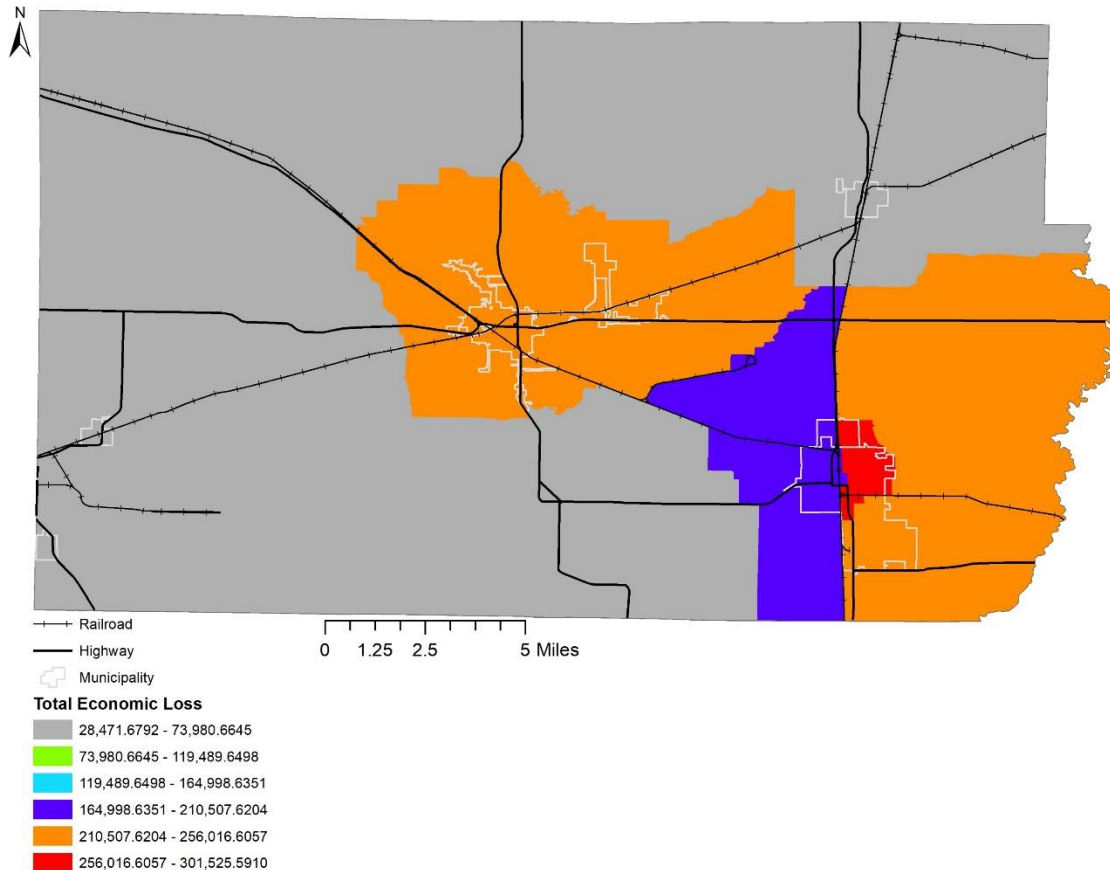 N
Railroad
Highway
Municipality
0 1.25 2.5 5 Miles
Total Economic Loss
28,471.6792 - 73,980.6645
73,980.6645 - 119,489.6498
119,489.6498 - 164,998.6351
164,998.6351 - 210,507.6204
210,507.6204 - 256,016.6057
256,016.6057 - 301,525.5910